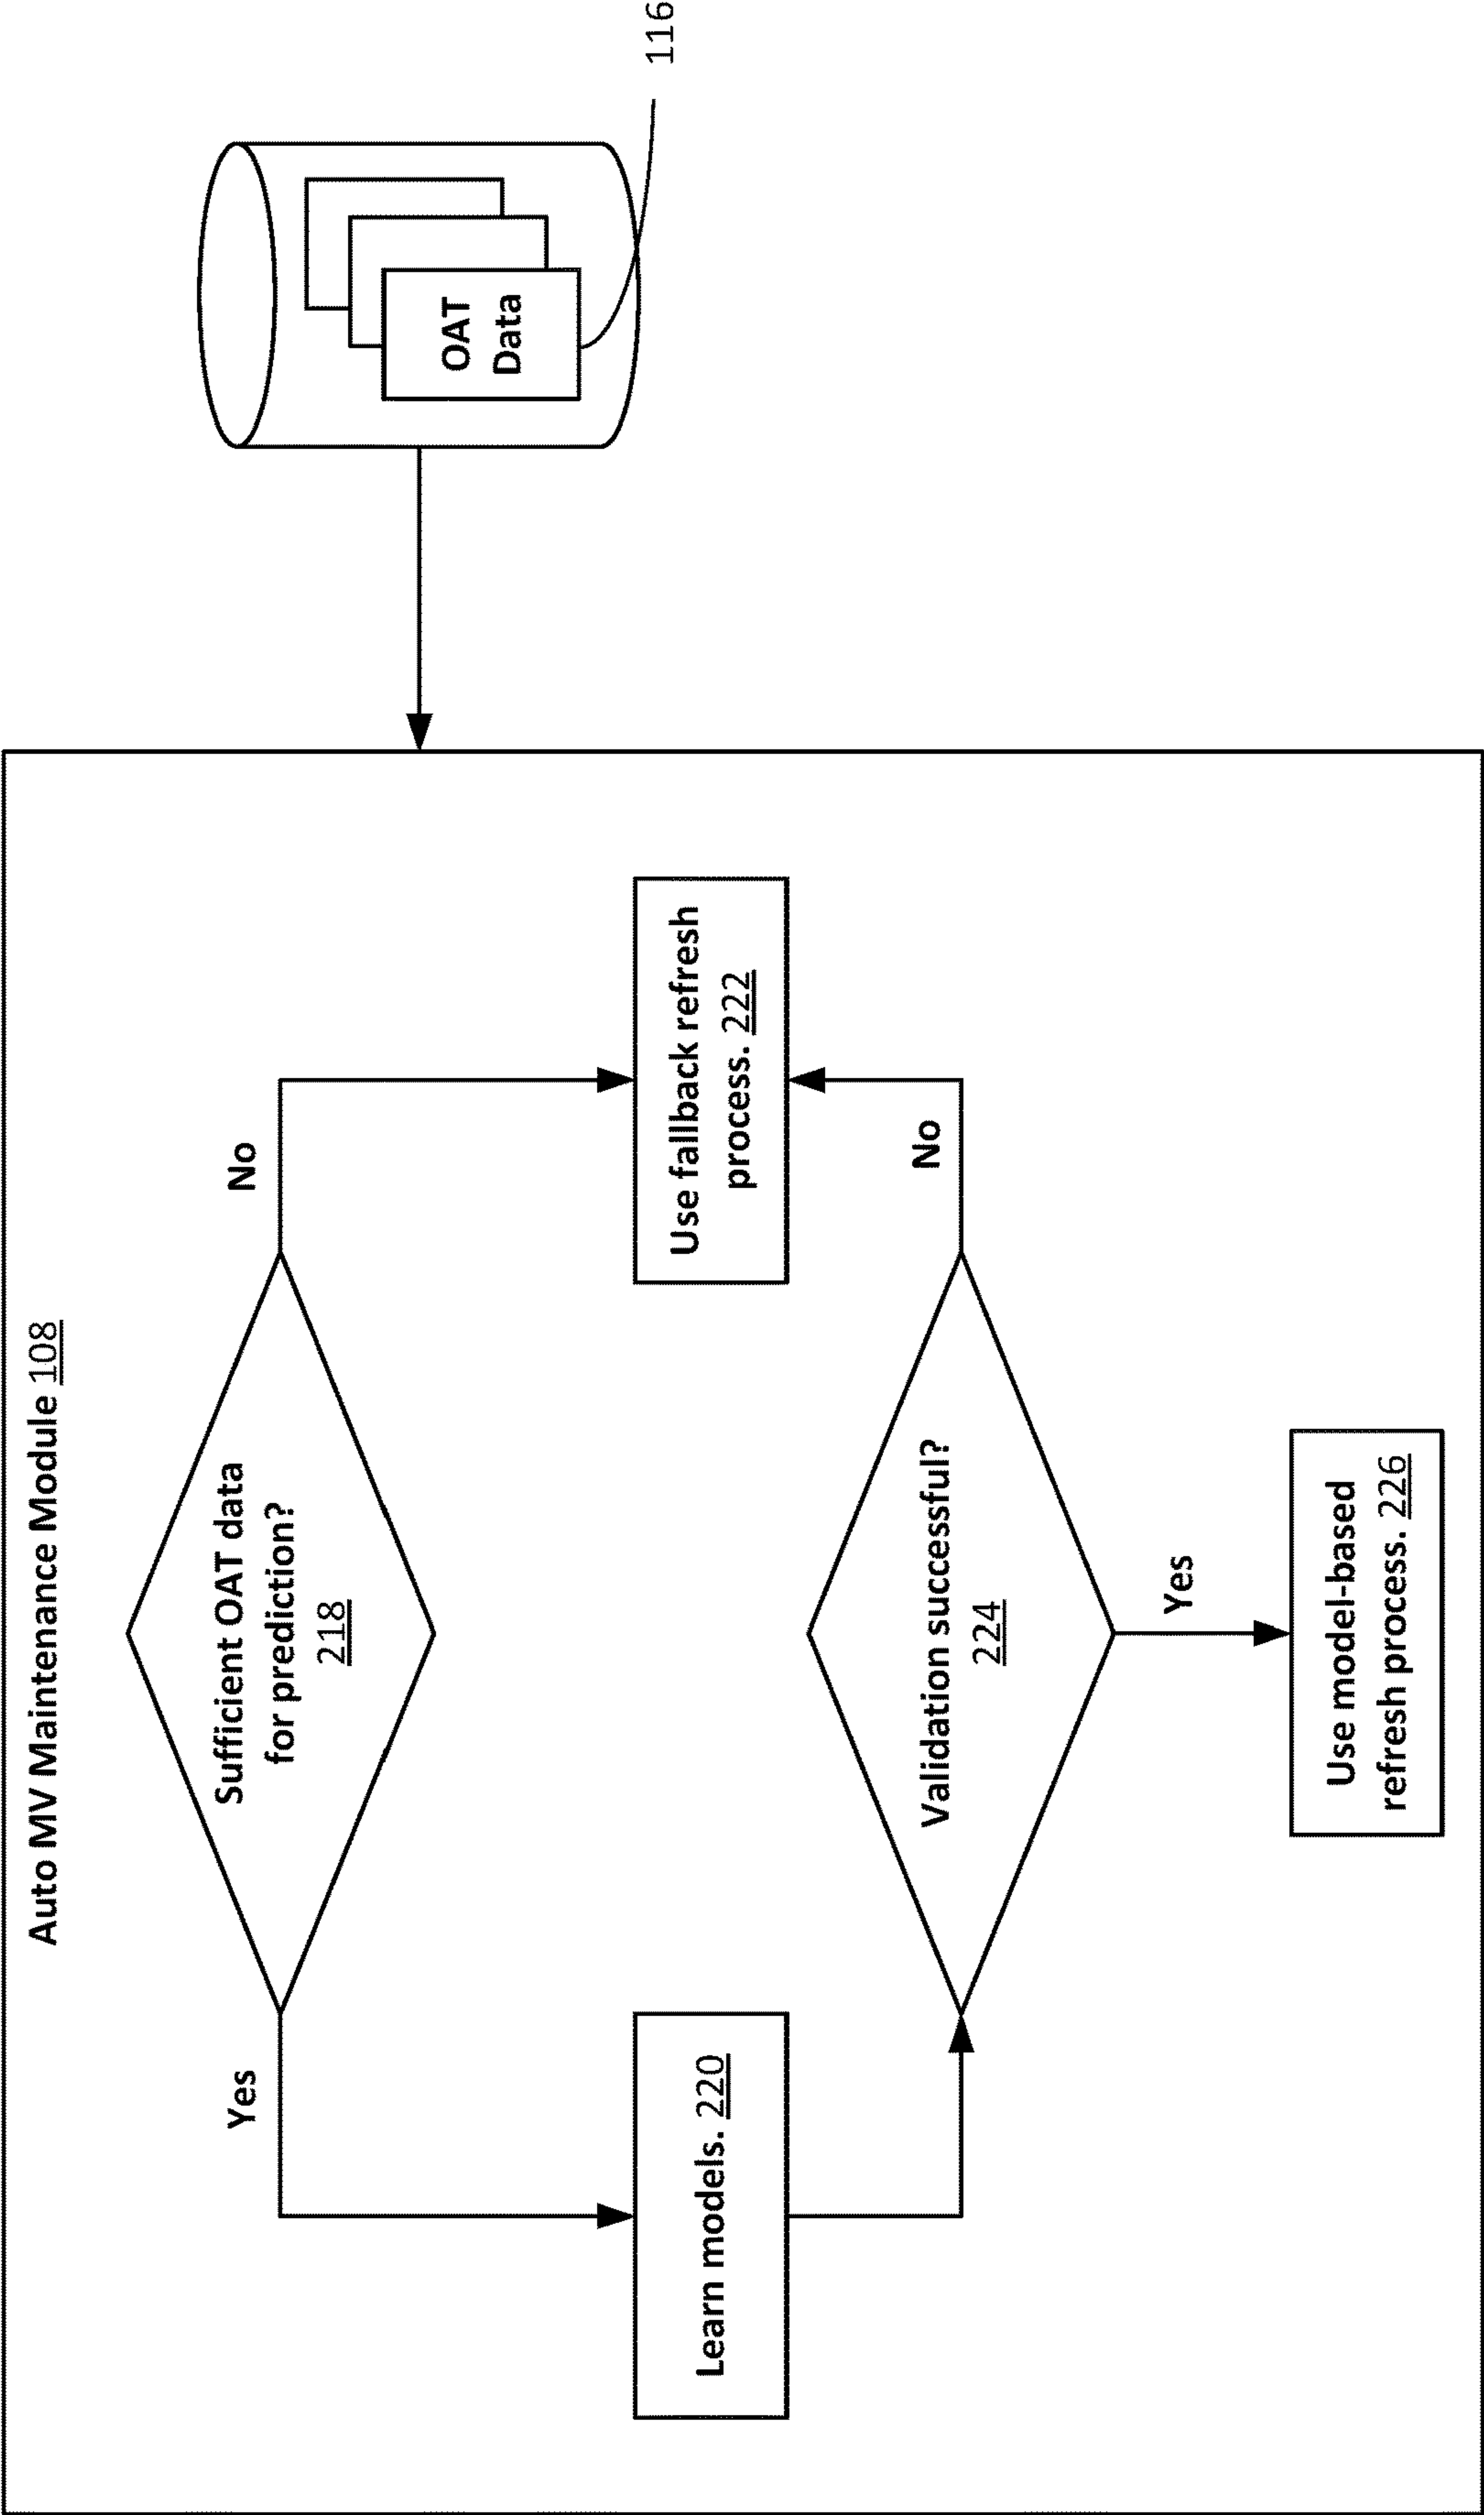 Auto MV Maintenance Module 108
Yes
Sufficient OAT data
for prediction?
218
No
Learn models. 220
Use fallback refresh
process. 222
Validation successful?
224
No
Yes
Use model-based
refresh process. 226
OAT
Data
116